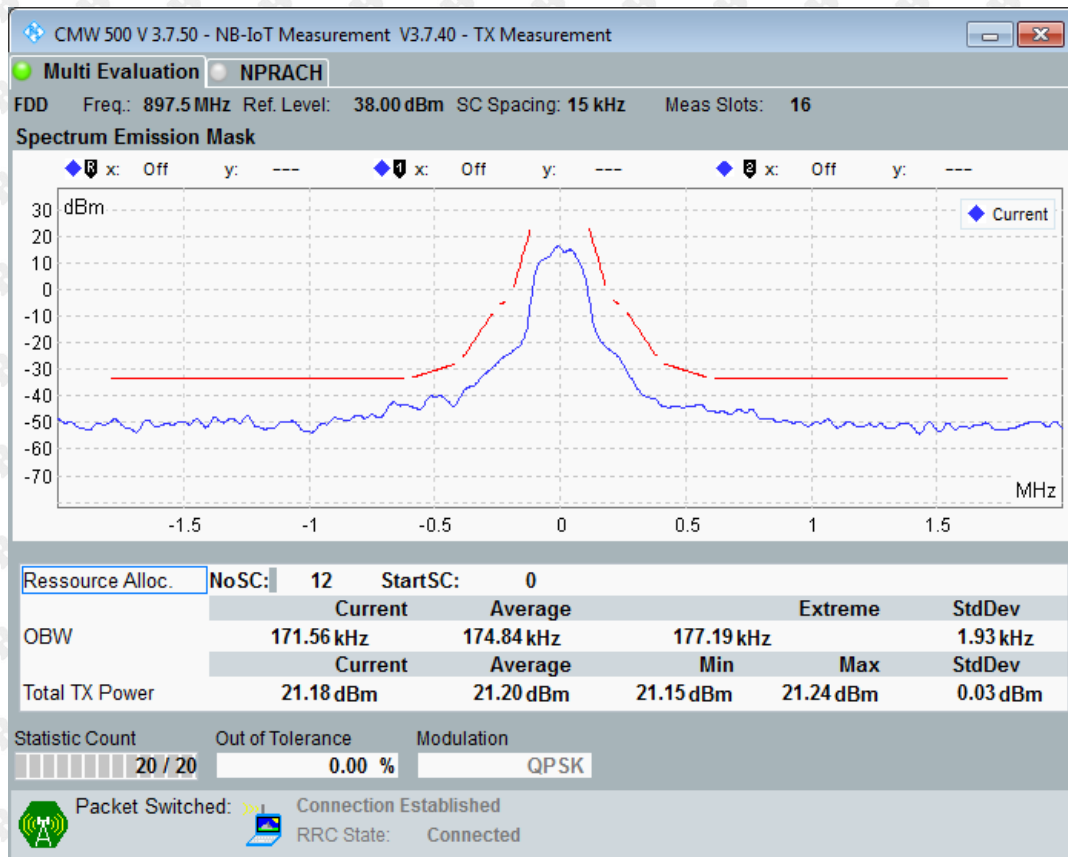 CMW 500 V 3.7.50 - NB-IoT Measurement V3.7.40 - TX Measurement
Multi Evaluation NPRACH
FDD Freq.: 897.5 MHz Ref. Level: 38.00 dBm SC Spacing: 15 kHz Meas Slots: 16
Spectrum Emission Mask
R x: Off y: --- 1 x: Off y: --- 2 x: Off y: ---
dBm
Current
30
20
10
0
-10
-20
-30
-40
-50
-60
-70
MHz
-1.5 -1 -0.5 0 0.5 1 1.5
Ressource Alloc. NoSC: 12 StartSC: 0
Current Average Extreme StdDev
OBW 171.56 kHz 174.84 kHz 177.19 kHz 1.93 kHz
Current Average Min Max StdDev
Total TX Power 21.18 dBm 21.20 dBm 21.15 dBm 21.24 dBm 0.03 dBm
Statistic Count Out of Tolerance Modulation
20 / 20 0.00 % QPSK
Packet Switched: Connection Established
RRC State: Connected